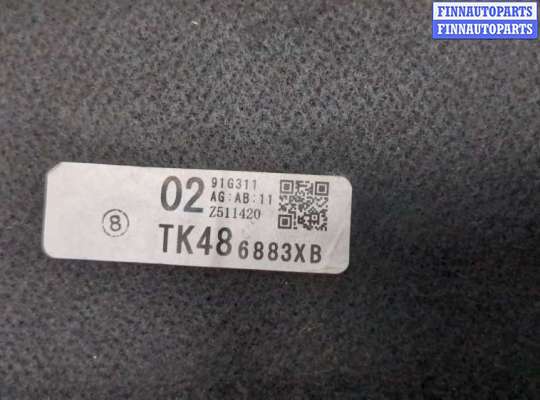 FINNAUTOPARTS
FINNAUTOPARTS
02 91G311
AG:AB:11
Z511420
8
TK48 6883XB